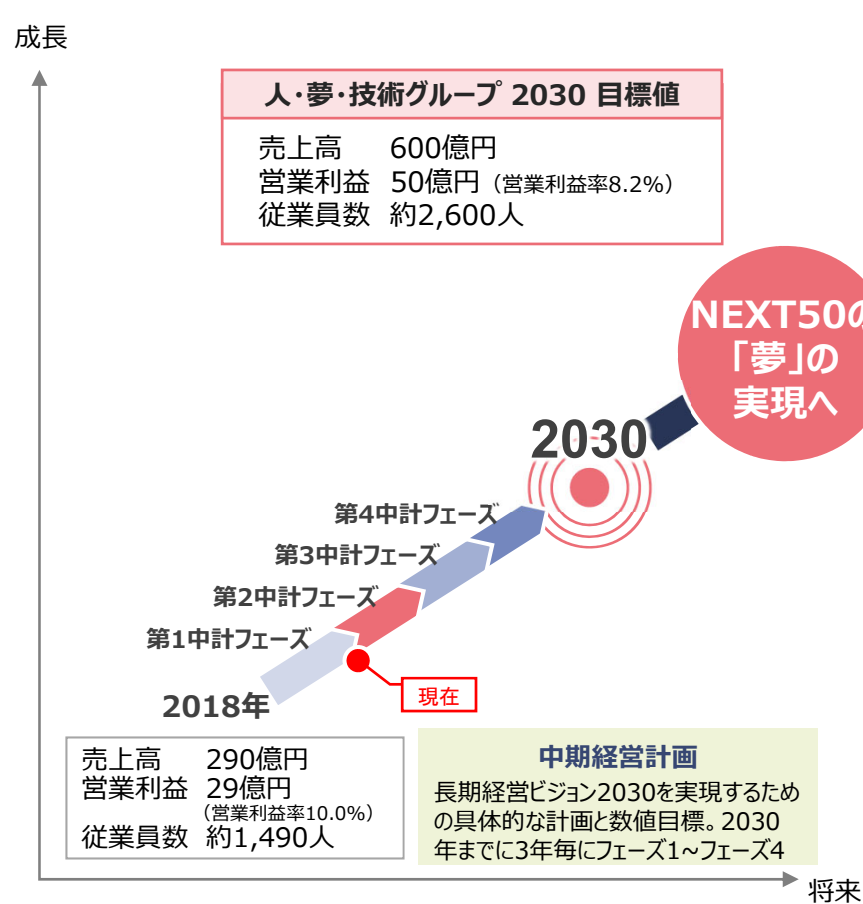 成長
人・夢・技術グループ 2030 目標値
売上高 600億円
営業利益 50億円（営業利益率8.2%）
従業員数 約2,600人
NEXT50の
「夢」の
実現へ
2030
第4中計フェーズ
第3中計フェーズ
第2中計フェーズ
第1中計フェーズ
現在
2018年
売上高 290億円
営業利益 29億円
（営業利益率10.0%）
従業員数 約1,490人
中期経営計画
長期経営ビジョン2030を実現するため
の具体的な計画と数値目標。2030
年までに3年毎にフェーズ1~フェーズ4
将来